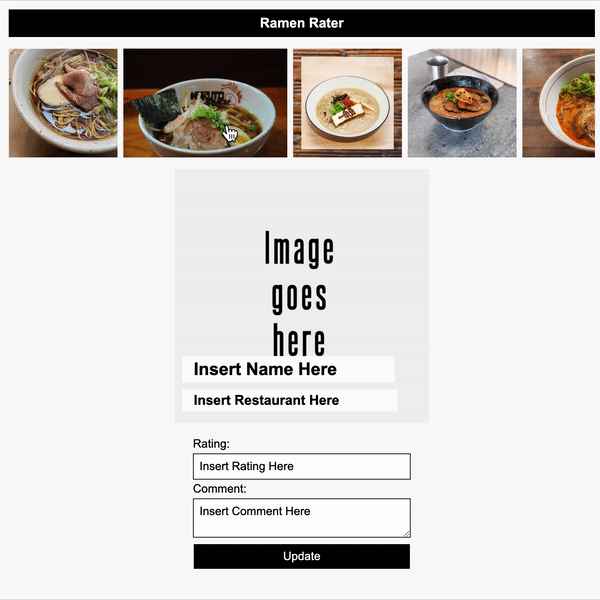 Ramen Rater
Image
goes
here
Insert Name Here
Insert Restaurant Here
Rating:
Insert Rating Here
Comment:
Insert Comment Here
Update